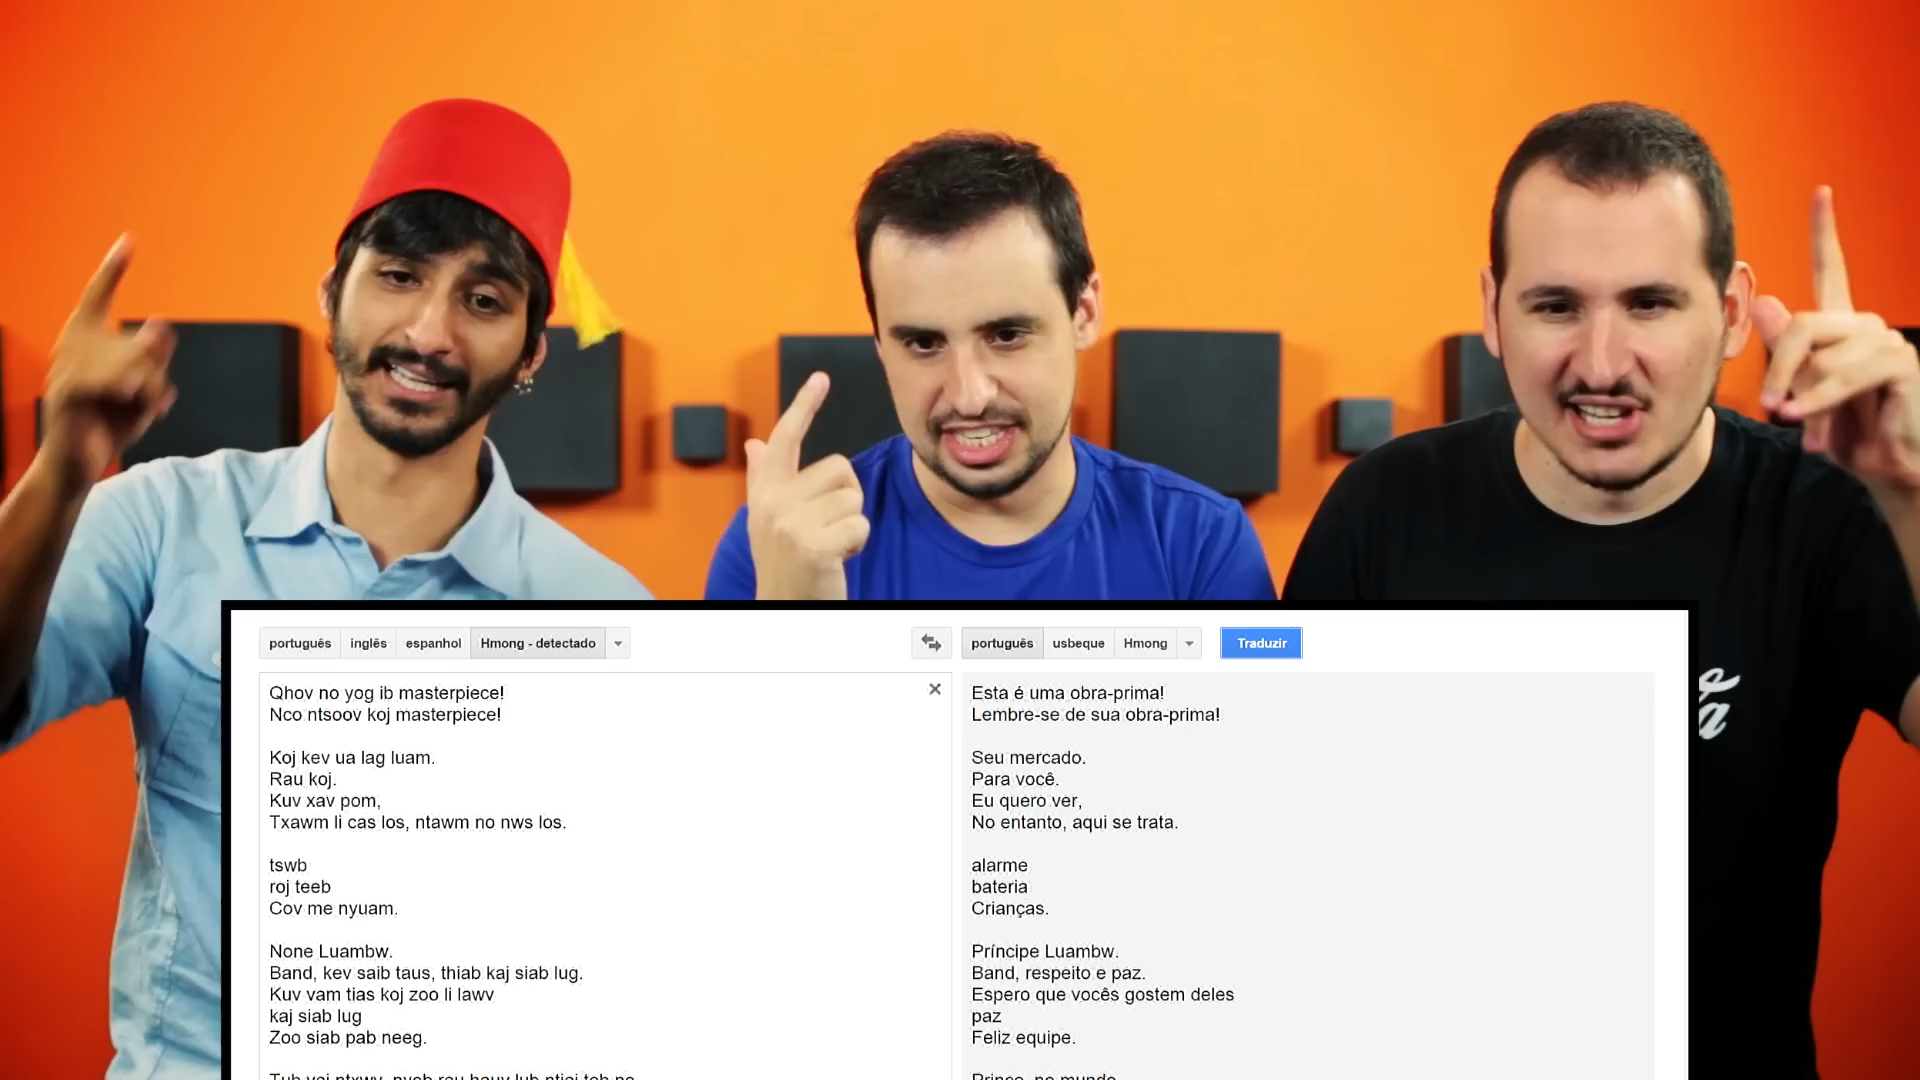 português inglês espanhol Hmong - detectado
português usbeque Hmong Traduzir
Qhov no yog ib masterpiece!
Nco ntsoov koj masterpiece!
Koj kev ua lag luam.
Rau koj.
Kuv xav pom,
Txawm li cas los, ntawm no nws los.
tswb
roj teeb
Cov me nyuam.
None Luambw.
Band, kev saib taus, thiab kaj siab lug.
Kuv vam tias koj zoo li lawv
kaj siab lug
Zoo siab pab neeg.
Esta é uma obra-prima!
Lembre-se de sua obra-prima!
Seu mercado.
Para você.
Eu quero ver,
No entanto, aqui se trata.
alarme
bateria
Crianças.
Príncipe Luambw.
Band, respeito e paz.
Espero que vocês gostem deles
paz
Feliz equipe.